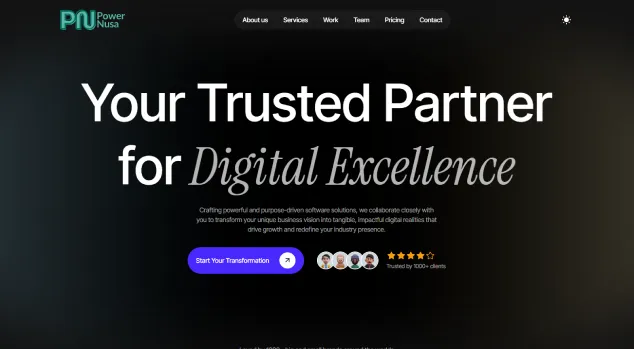 PN Power
Nusa
About us Services Work Team Pricing Contact
Your Trusted Partner
for Digital Excellence
Crafting powerful and purpose-driven software solutions, we collaborate closely with
you to transform your unique business vision into tangible, impactful digital realities that
drive growth and redefine your industry presence.
Start Your Transformation
Trusted by 1000+ clients